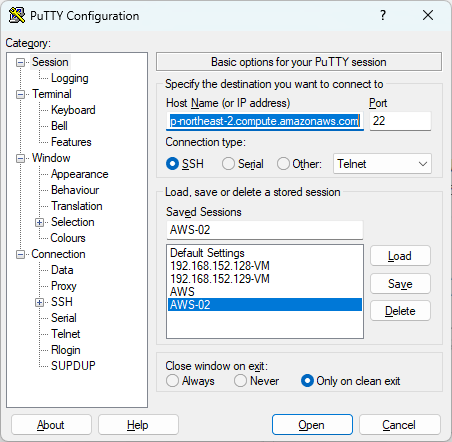 PuTTY Configuration
Category:
Session
Logging
Terminal
Keyboard
Bell
Features
Window
Appearance
Behaviour
Translation
Selection
Colours
Connection
Data
Proxy
SSH
Serial
Telnet
Rlogin
SUPDUP
Basic options for your PuTTY session
Specify the destination you want to connect to
Host Name (or IP address) Port
p-northeast-2.compute.amazonaws.com 22
Connection type:
SSH Serial Other: Telnet
Load, save or delete a stored session
Saved Sessions
AWS-02
Default Settings
192.168.152.128-VM
192.168.152.129-VM
AWS
AWS-02
Load
Save
Delete
Close window on exit:
Always Never Only on clean exit
About Help Open Cancel